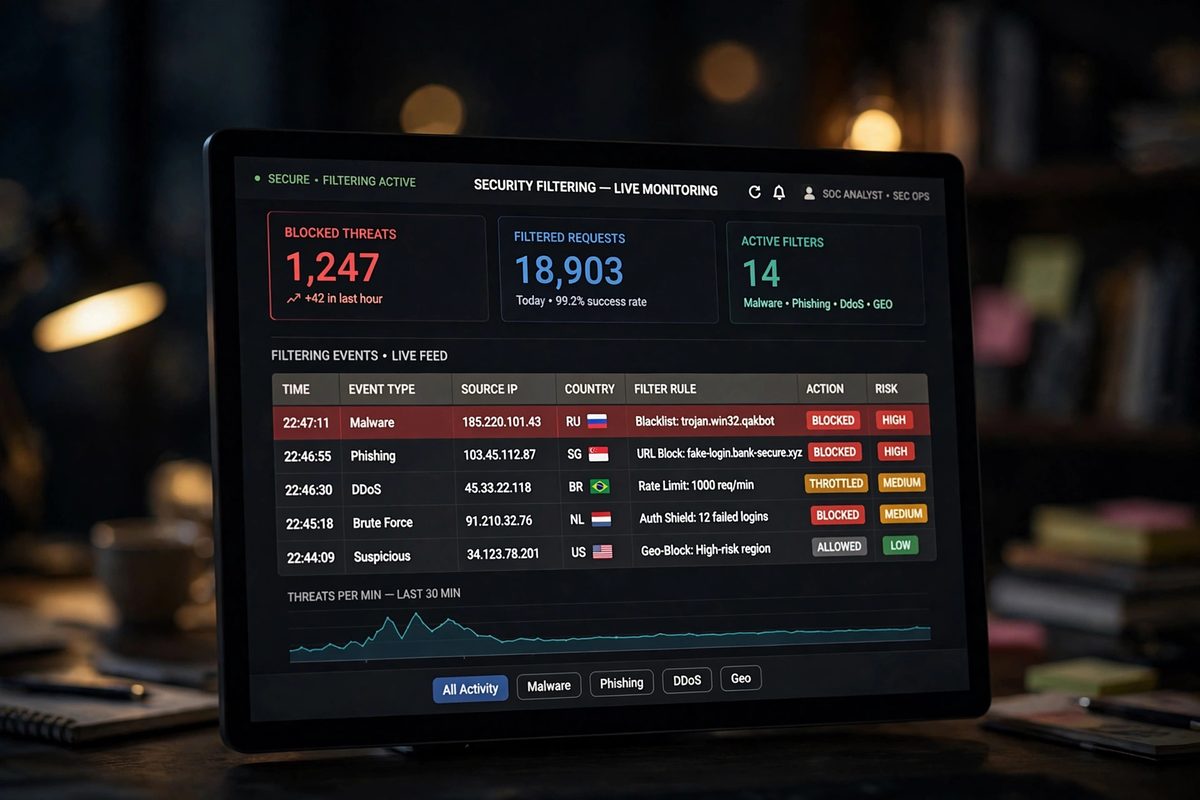 SECURE • FILTERING ACTIVE
SECURITY FILTERING — LIVE MONITORING
SOC ANALYST • SEC OPS
BLOCKED THREATS
1,247
+42 in last hour
FILTERED REQUESTS
18,903
Today • 99.2% success rate
ACTIVE FILTERS
14
Malware • Phishing • DdoS • GEO
FILTERING EVENTS • LIVE FEED
TIME EVENT TYPE SOURCE IP COUNTRY FILTER RULE ACTION RISK
22:47:11 Malware 185.220.101.43 RU Blacklist: trojan.win32.qakbot BLOCKED HIGH
22:46:55 Phishing 103.45.112.87 SG URL Block: fake-login.bank-secure.xyz BLOCKED HIGH
22:46:30 DDoS 45.33.22.118 BR Rate Limit: 1000 req/min THROTTLED MEDIUM
22:45:18 Brute Force 91.210.32.76 NL Auth Shield: 12 failed logins BLOCKED MEDIUM
22:44:09 Suspicious 34.123.78.201 US Geo-Block: High-risk region ALLOWED LOW
THREATS PER MIN — LAST 30 MIN
All Activity Malware Phishing DDoS Geo